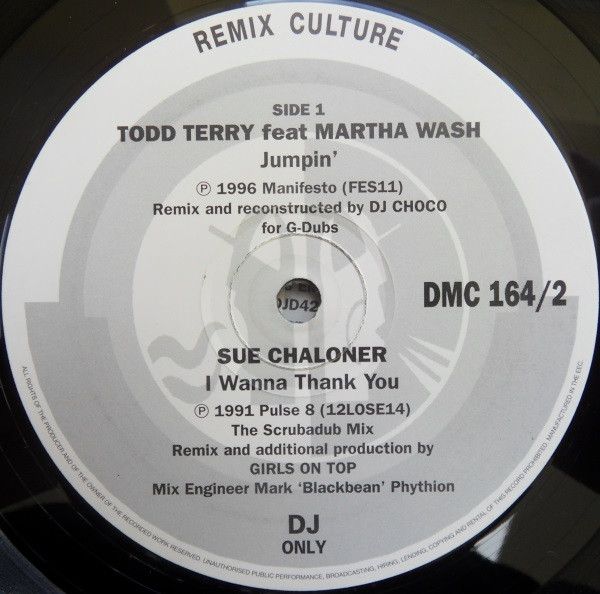 REMIX CULTURE
SIDE 1
TODD TERRY feat MARTHA WASH
Jumpin'
Ⓟ 1996 Manifesto (FES11)
Remix and reconstructed by DJ CHOCO
for G-Dubs
DJD42
DMC 164/2
SUE CHALONER
I Wanna Thank You
Ⓟ 1991 Pulse 8 (12LOSE14)
The Scrubadub Mix
Remix and additional production by
GIRLS ON TOP
Mix Engineer Mark 'Blackbean' Phythion
DJ
ONLY
ALL RIGHTS OF THE PRODUCER AND OF THE OWNER OF THE RECORDED WORK RESERVED. UNAUTHORISED PUBLIC PERFORMANCE, BROADCASTING, HIRING, LENDING, COPYING AND RENTAL OF THIS RECORD PROHIBITED. MANUFACTURED IN THE EEC.